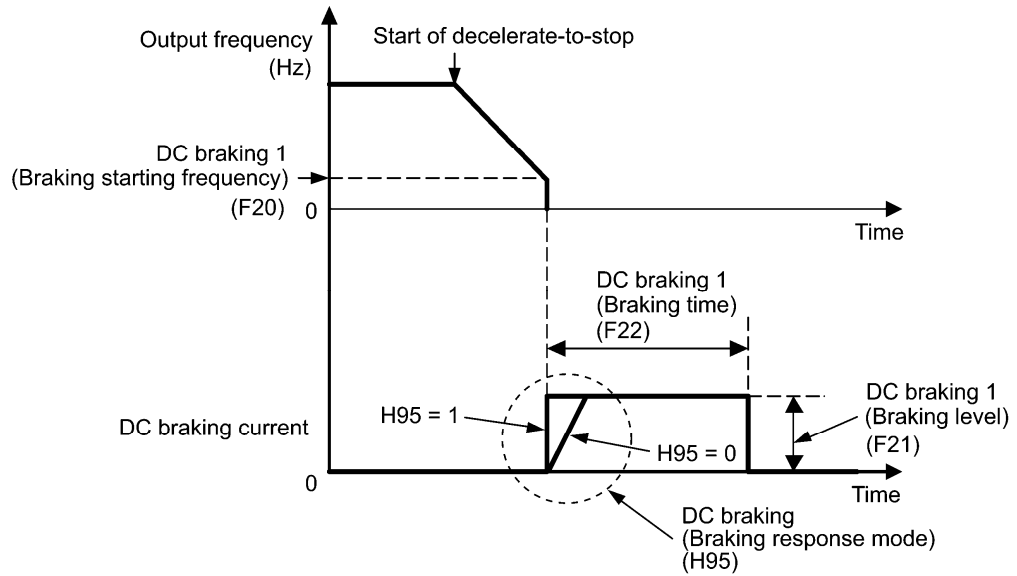 Output frequency
(Hz)
Start of decelerate-to-stop
DC braking 1
(Braking starting frequency)
(F20)
0
Time
DC braking 1
(Braking time)
(F22)
DC braking 1
(Braking level)
(F21)
H95 = 1
DC braking current
H95 = 0
0
Time
DC braking
(Braking response mode)
(H95)